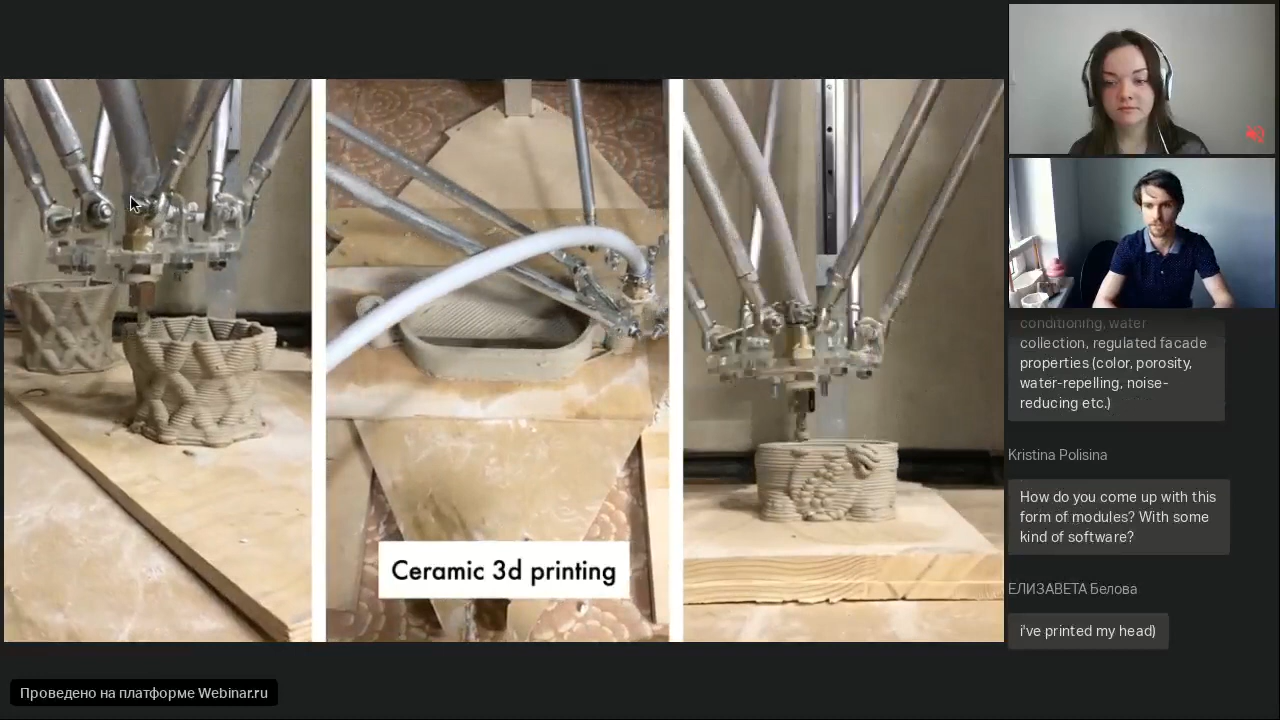 Ceramic 3d printing
conditioning, water
collection, regulated facade
properties (color, porosity,
water-repelling, noise-
reducing etc.)
Kristina Polisina
How do you come up with this
form of modules? With some
kind of software?
ЕЛИЗАВЕТА Белова
i've printed my head)
Проведено на платформе Webinar.ru